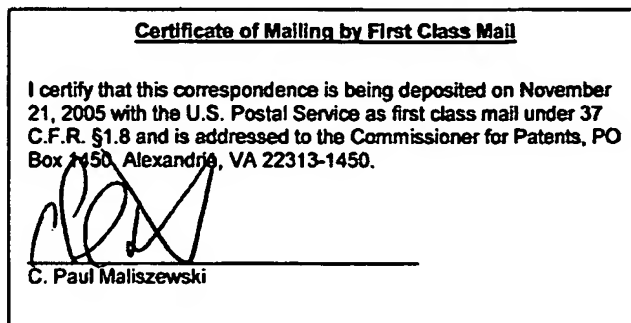 Certificate of Mailing by First Class Mail
I certify that this correspondence is being deposited on November
21, 2005 with the U.S. Postal Service as first class mail under 37
C.F.R. §1.8 and is addressed to the Commissioner for Patents, PO
Box 1450, Alexandria, VA 22313-1450.
C. Paul Maliszewski